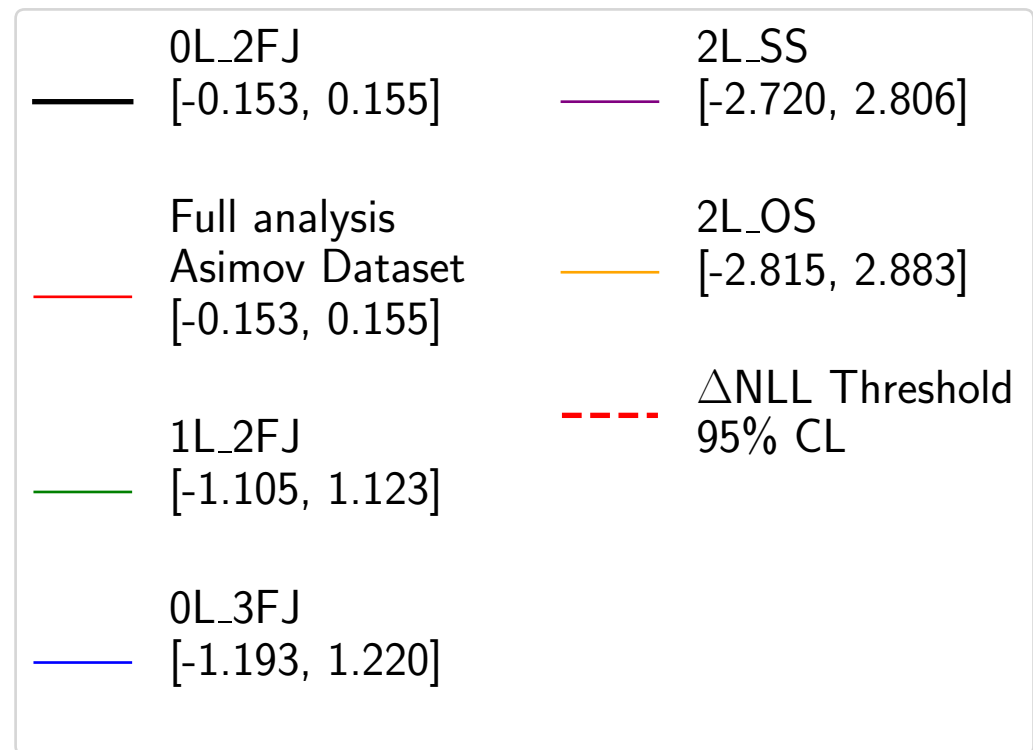 0L_2FJ
[-0.153, 0.155]
Full analysis
Asimov Dataset
[-0.153, 0.155]
1L_2FJ
[-1.105, 1.123]
0L_3FJ
[-1.193, 1.220]
2L_SS
[-2.720, 2.806]
2L_OS
[-2.815, 2.883]
ΔNLL Threshold
95% CL